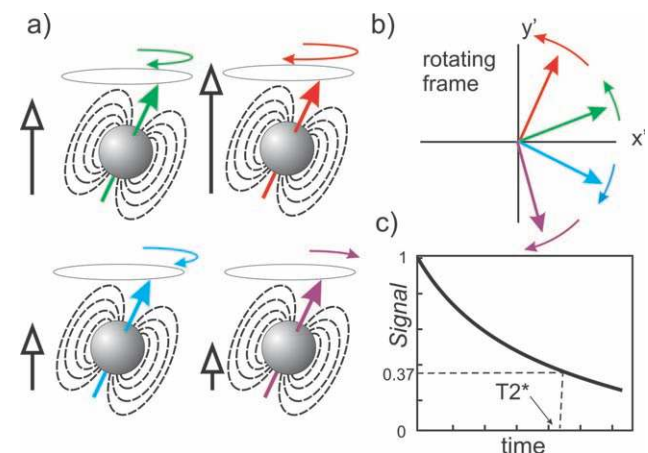 a)
b)
y'
rotating
frame
x'
c)
1
Signal
0.37
T2*
0
time